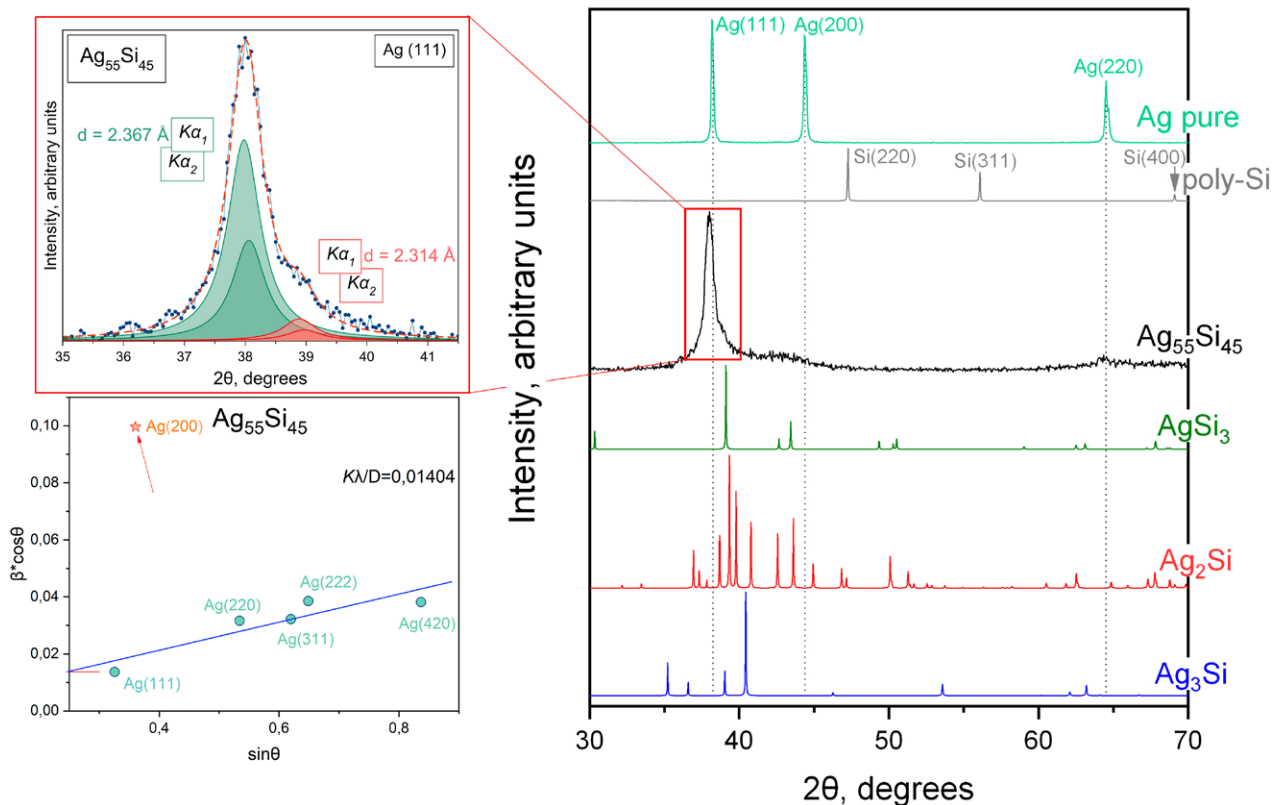 Ag55Si45
Ag (111)
Intensity, arbitrary units
d = 2.367 Å
Kα1
Kα2
Kα1
d = 2.314 Å
Kα2
35 36 37 38 39 40 41
2θ, degrees
Ag55Si45
Ag(200)
Kλ/D=0,01404
β*cosθ
0,10
0,08
0,06
0,04
0,02
0,00
Ag(222)
Ag(220)
Ag(311)
Ag(420)
Ag(111)
0,4 0,6 0,8
sinθ
Intensity, arbitrary units
Ag(111)
Ag(200)
Ag(220)
Ag pure
Si(220)
Si(311)
Si(400)
poly-Si
Ag55Si45
AgSi3
Ag2Si
Ag3Si
30 40 50 60 70
2θ, degrees